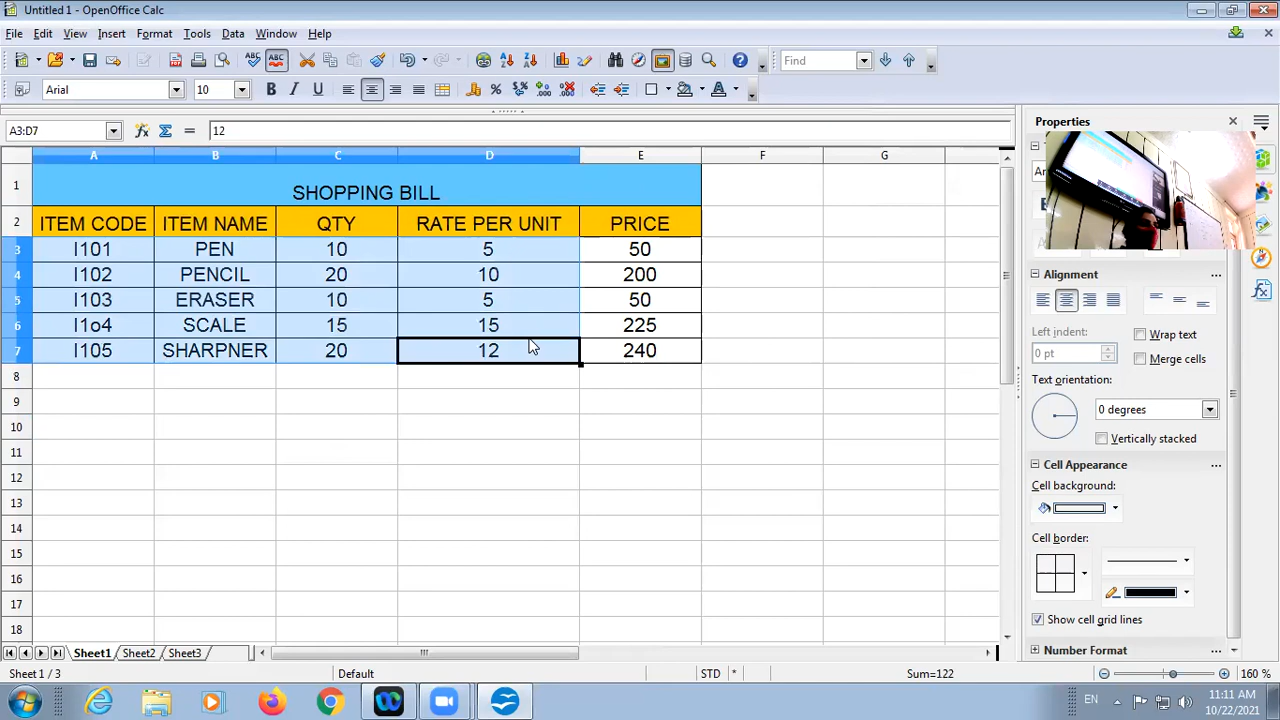 Untitled 1 - OpenOffice Calc
File Edit View Insert Format Tools Data Window Help
Find
Arial 10
A3:D7 12
Properties
A B C D E F G
1 SHOPPING BILL
2 ITEM CODE ITEM NAME QTY RATE PER UNIT PRICE
3 I101 PEN 10 5 50
4 I102 PENCIL 20 10 200
5 I103 ERASER 10 5 50
6 I1o4 SCALE 15 15 225
7 I105 SHARPNER 20 12 240
8
9
10
11
12
13
14
15
16
17
18
Alignment
Left indent:
0 pt
Wrap text
Merge cells
Text orientation:
0 degrees
Vertically stacked
Cell Appearance
Cell background:
Cell border:
Show cell grid lines
Number Format
Sheet1 Sheet2 Sheet3
Sheet 1 / 3 Default STD * Sum=122 160 %
EN 11:11 AM
10/22/2021